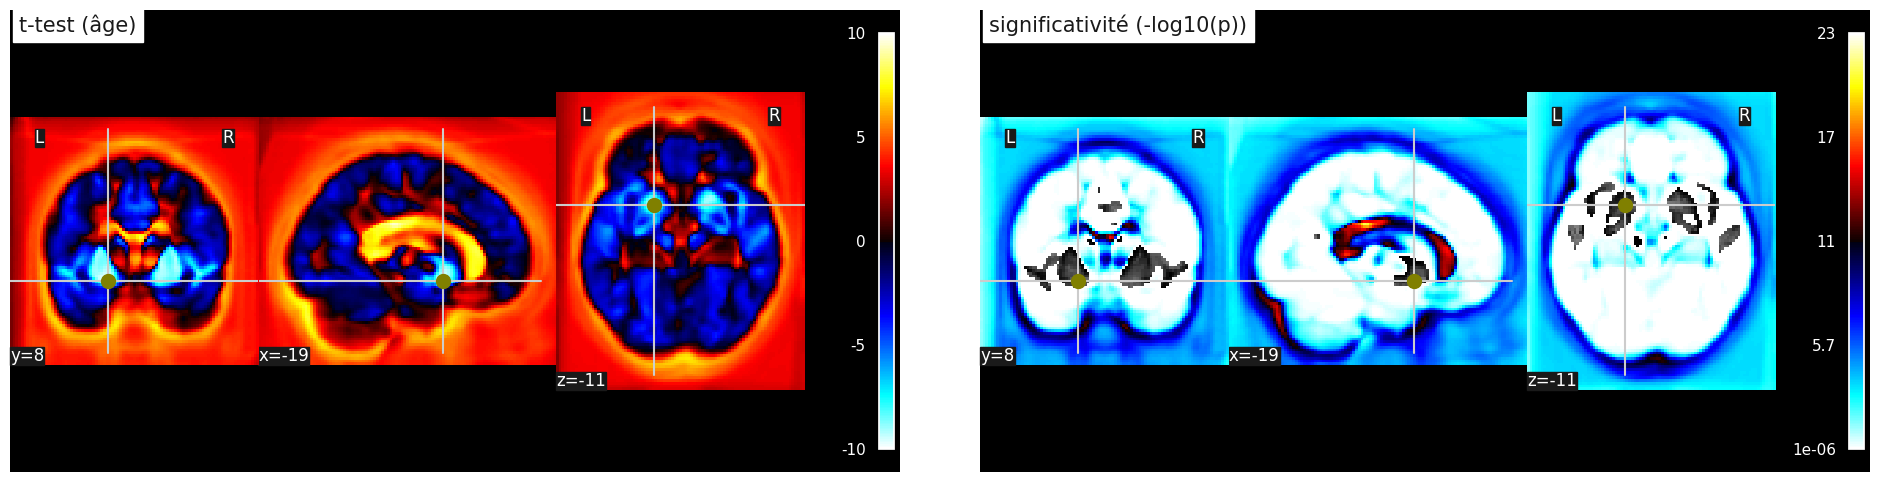 t-test (âge)
L
R
y=8
x=-19
L
R
z=-11
10
5
0
-5
-10
significativité (-log10(p))
L
R
y=8
x=-19
L
R
z=-11
23
17
11
5.7
1e-06